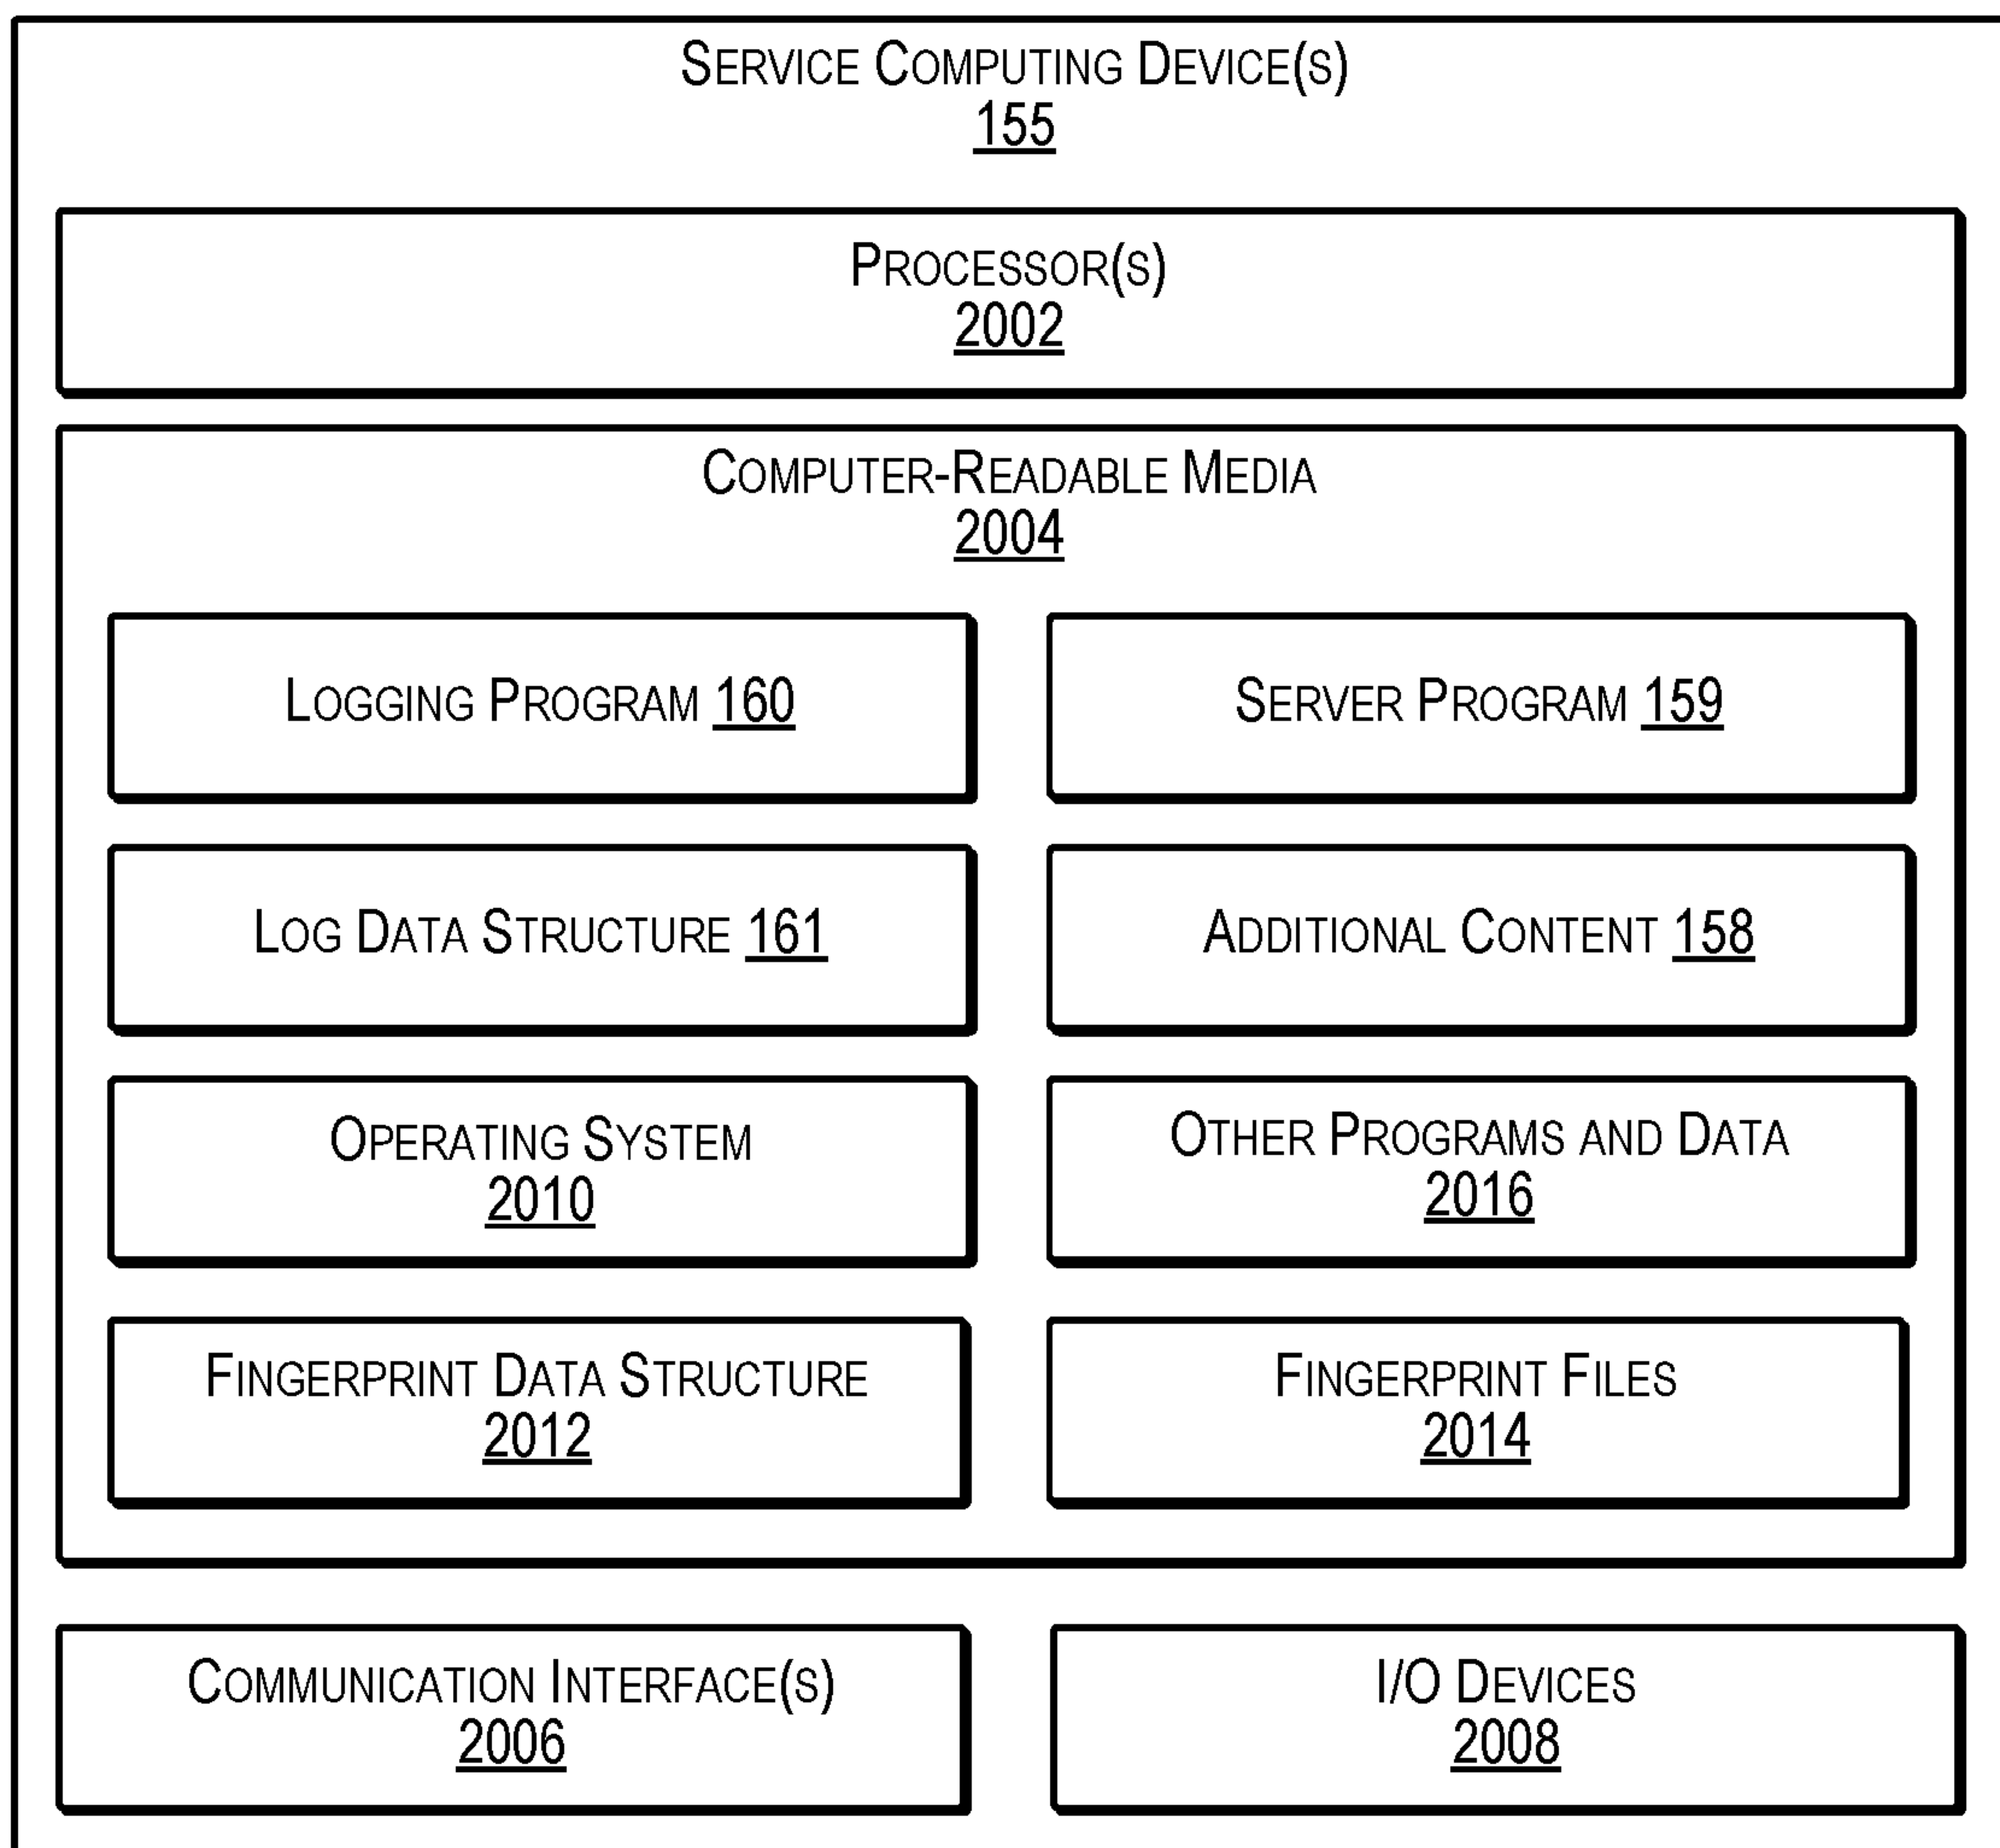 SERVICE COMPUTING DEVICE(S)
155
PROCESSOR(S)
2002
COMPUTER-READABLE MEDIA
2004
LOGGING PROGRAM 160
SERVER PROGRAM 159
LOG DATA STRUCTURE 161
ADDITIONAL CONTENT 158
OPERATING SYSTEM
2010
OTHER PROGRAMS AND DATA
2016
FINGERPRINT DATA STRUCTURE
2012
FINGERPRINT FILES
2014
COMMUNICATION INTERFACE(S)
2006
I/O DEVICES
2008